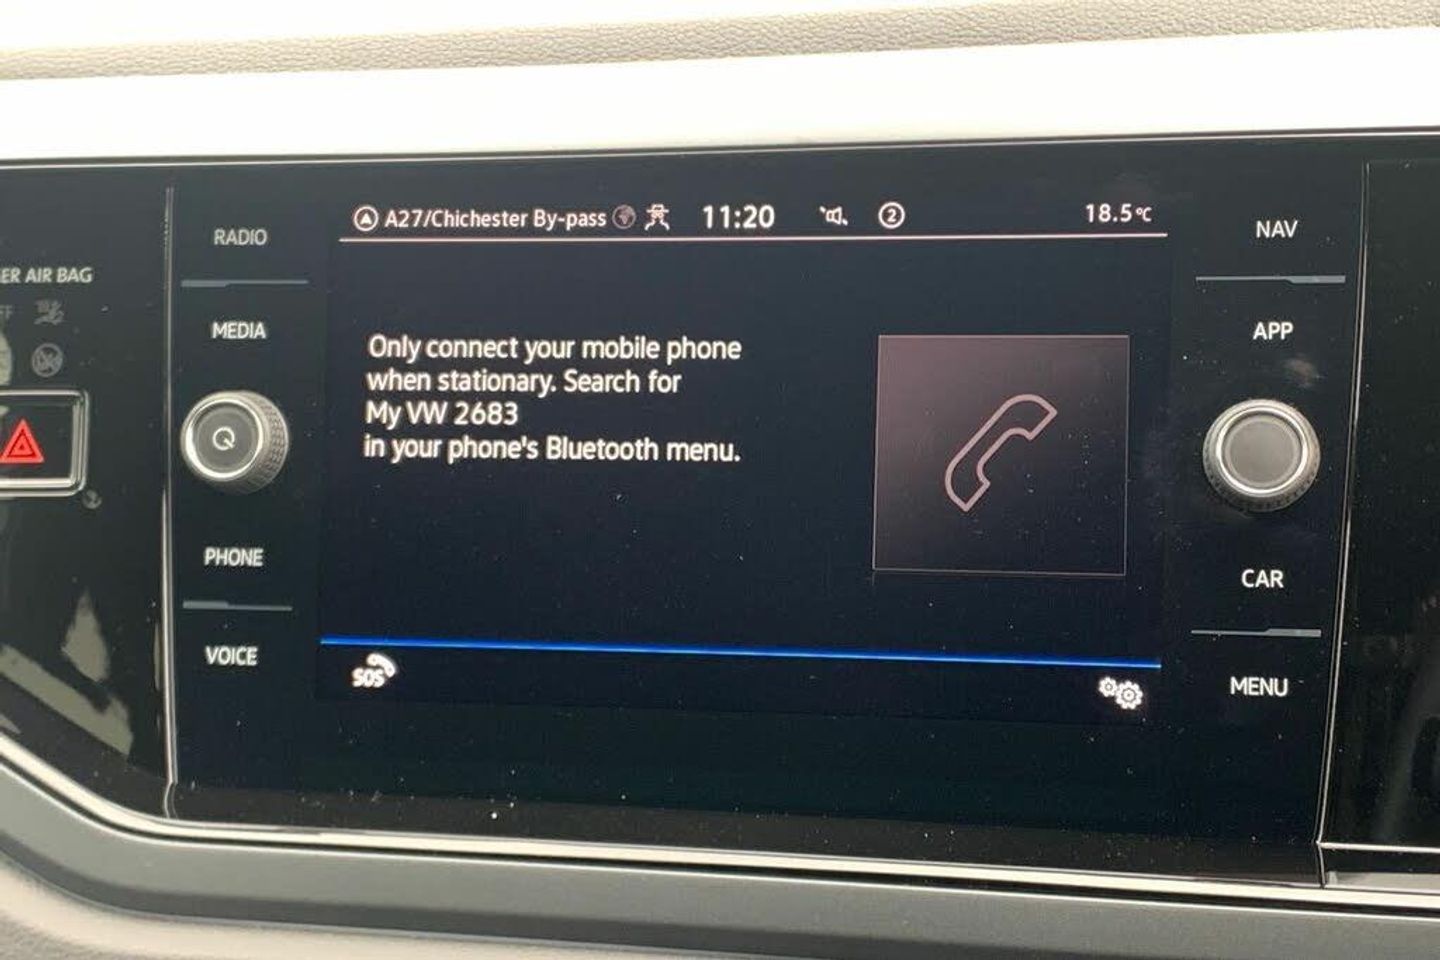 A27/Chichester By-pass 11:20 2 18.5°C
RADIO
NAV
ER AIR BAG
MEDIA
APP
Only connect your mobile phone
when stationary. Search for
My VW 2683
in your phone's Bluetooth menu.
PHONE
CAR
VOICE
SOS
MENU